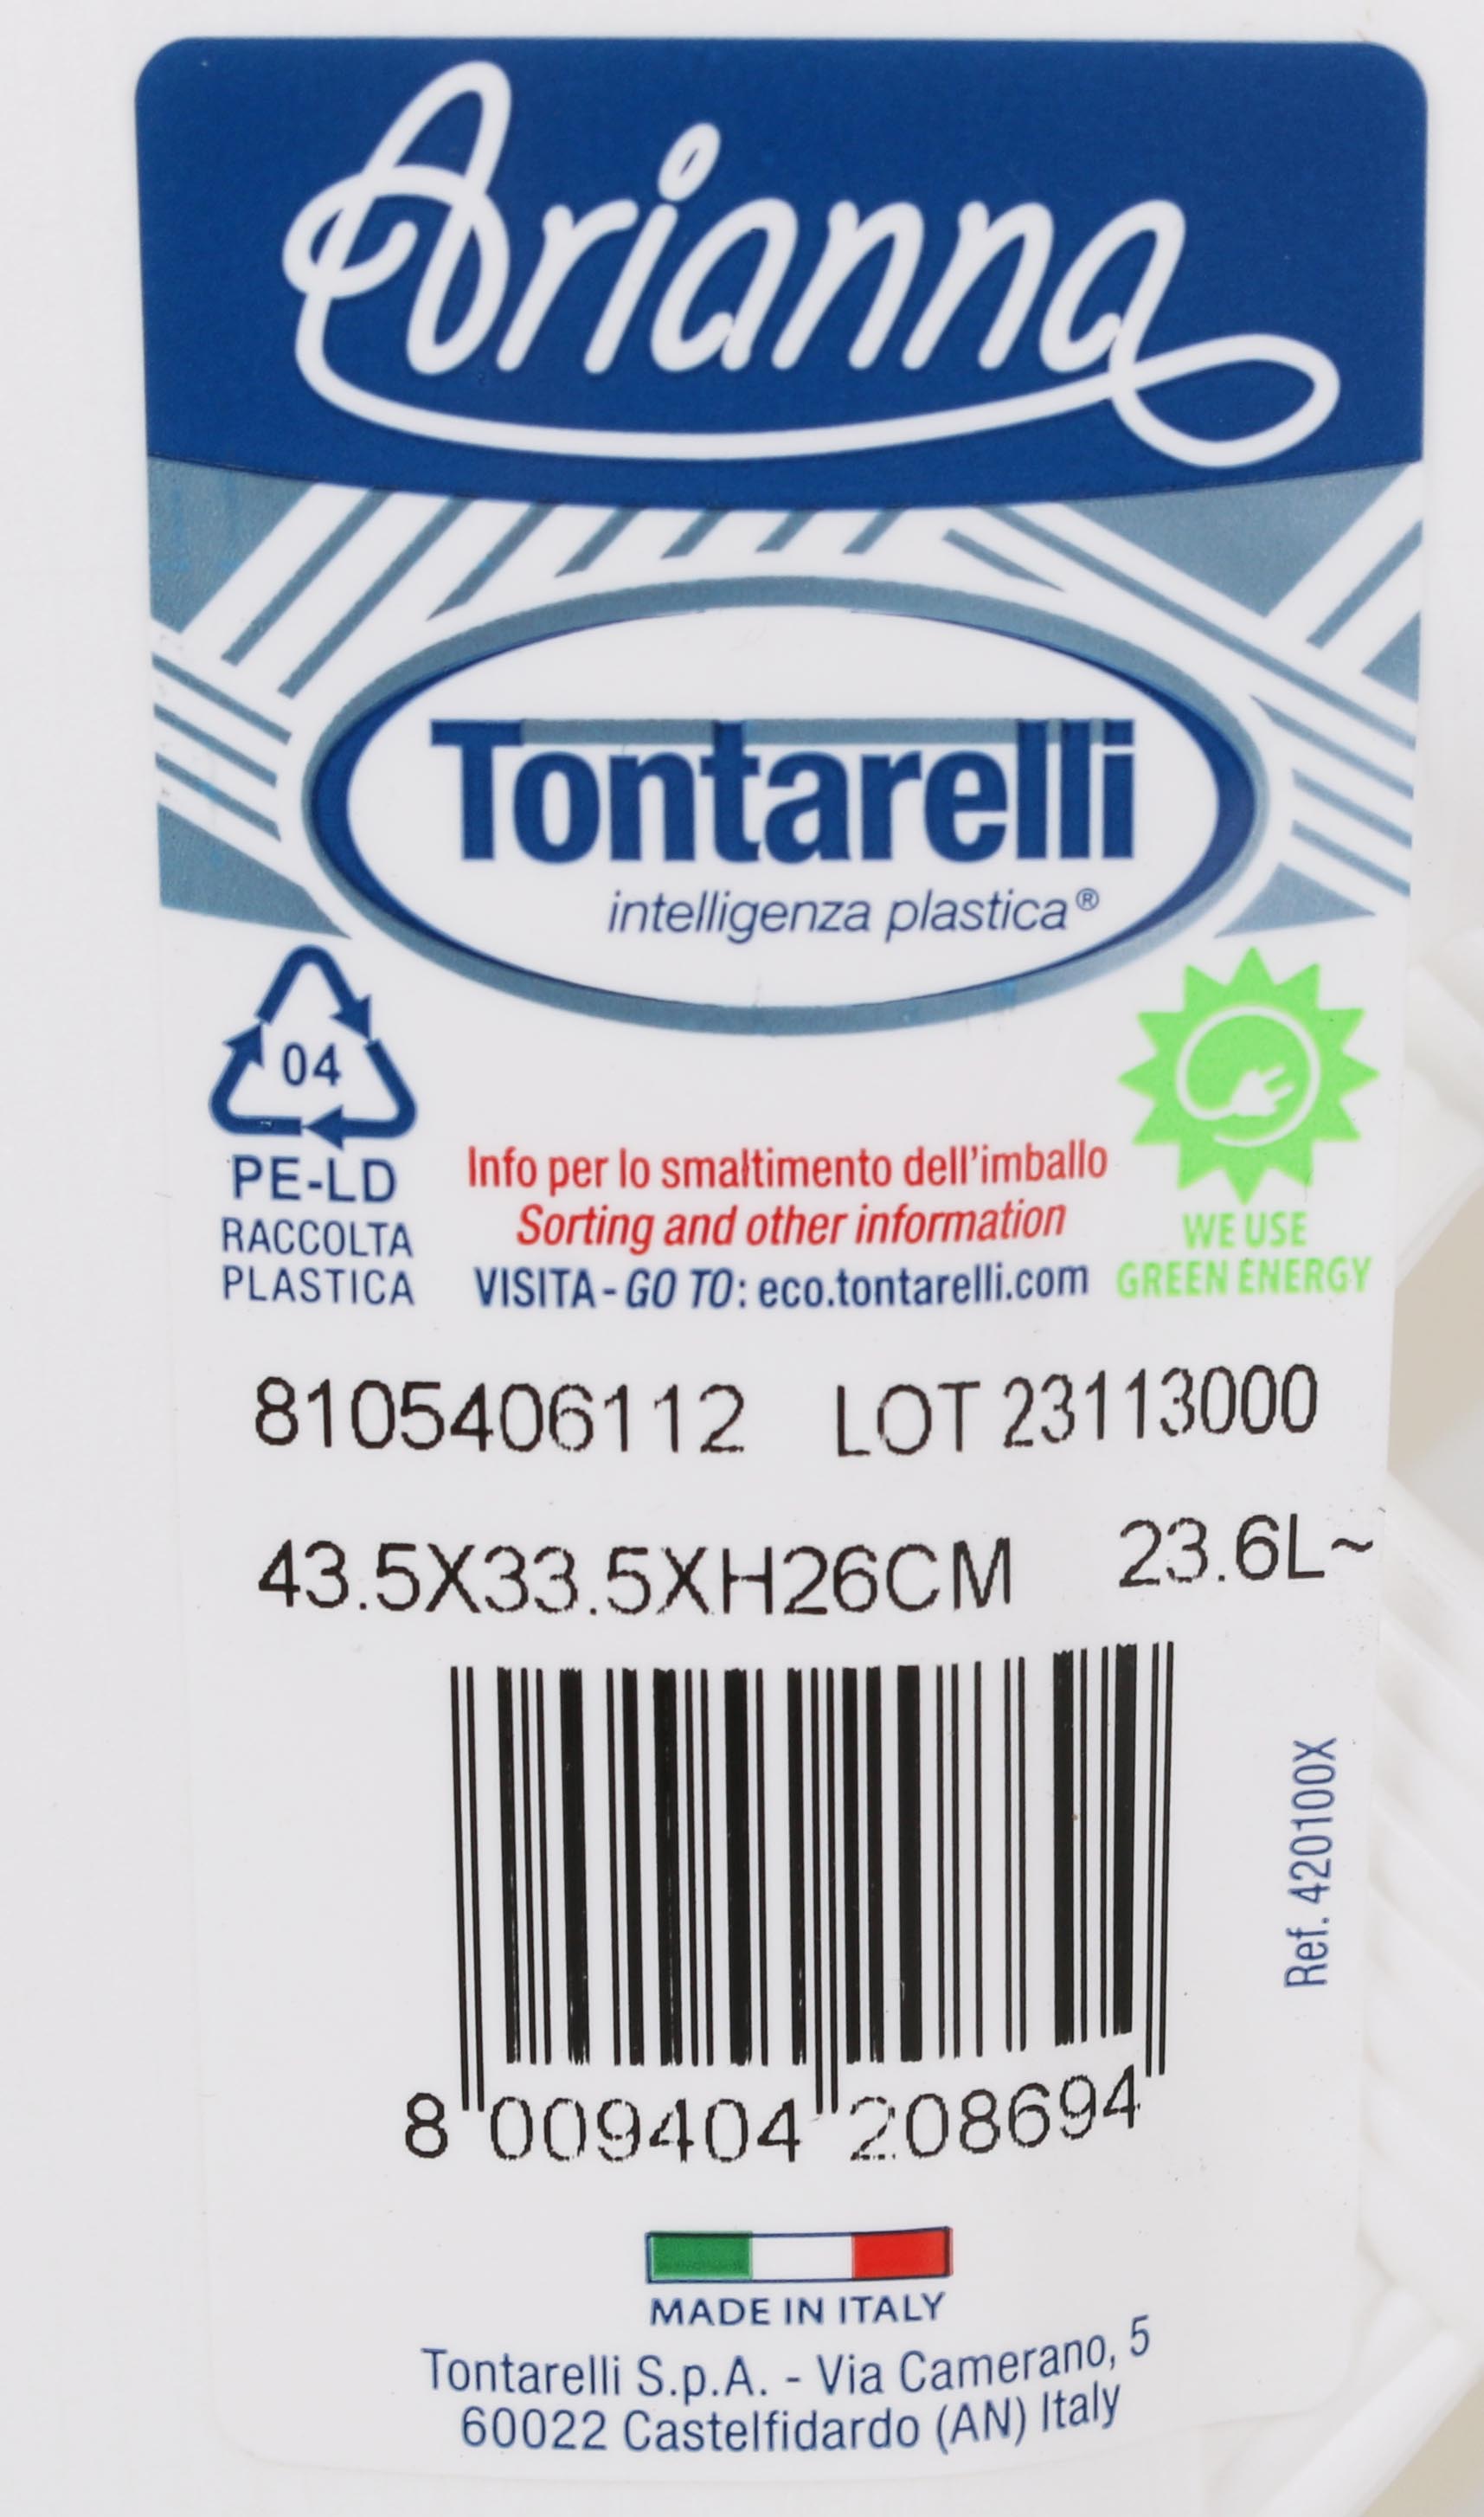 Arianna
Tontarelli
intelligenza plastica®
04
PE-LD
RACCOLTA
PLASTICA
Info per lo smaltimento dell'imballo
Sorting and other information
VISITA - GO TO: eco.tontarelli.com
WE USE
GREEN ENERGY
8105406112 LOT 23113000
43.5X33.5XH26CM 23.6L~
Ref. 420100X
8 009404 208694
MADE IN ITALY
Tontarelli S.p.A. - Via Camerano, 5
60022 Castelfidardo (AN) Italy